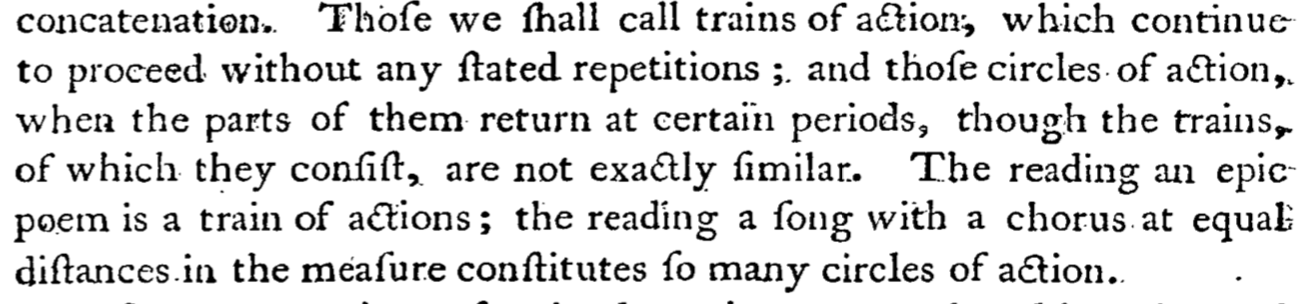 concatenation. Thoſe we ſhall call trains of action, which continue
to proceed without any ſtated repetitions; and thoſe circles of action,
when the parts of them return at certain periods, though the trains,
of which they conſiſt, are not exactly ſimilar. The reading an epic
poem is a train of actions; the reading a ſong with a chorus at equal
diſtances in the meaſure conſtitutes ſo many circles of action.